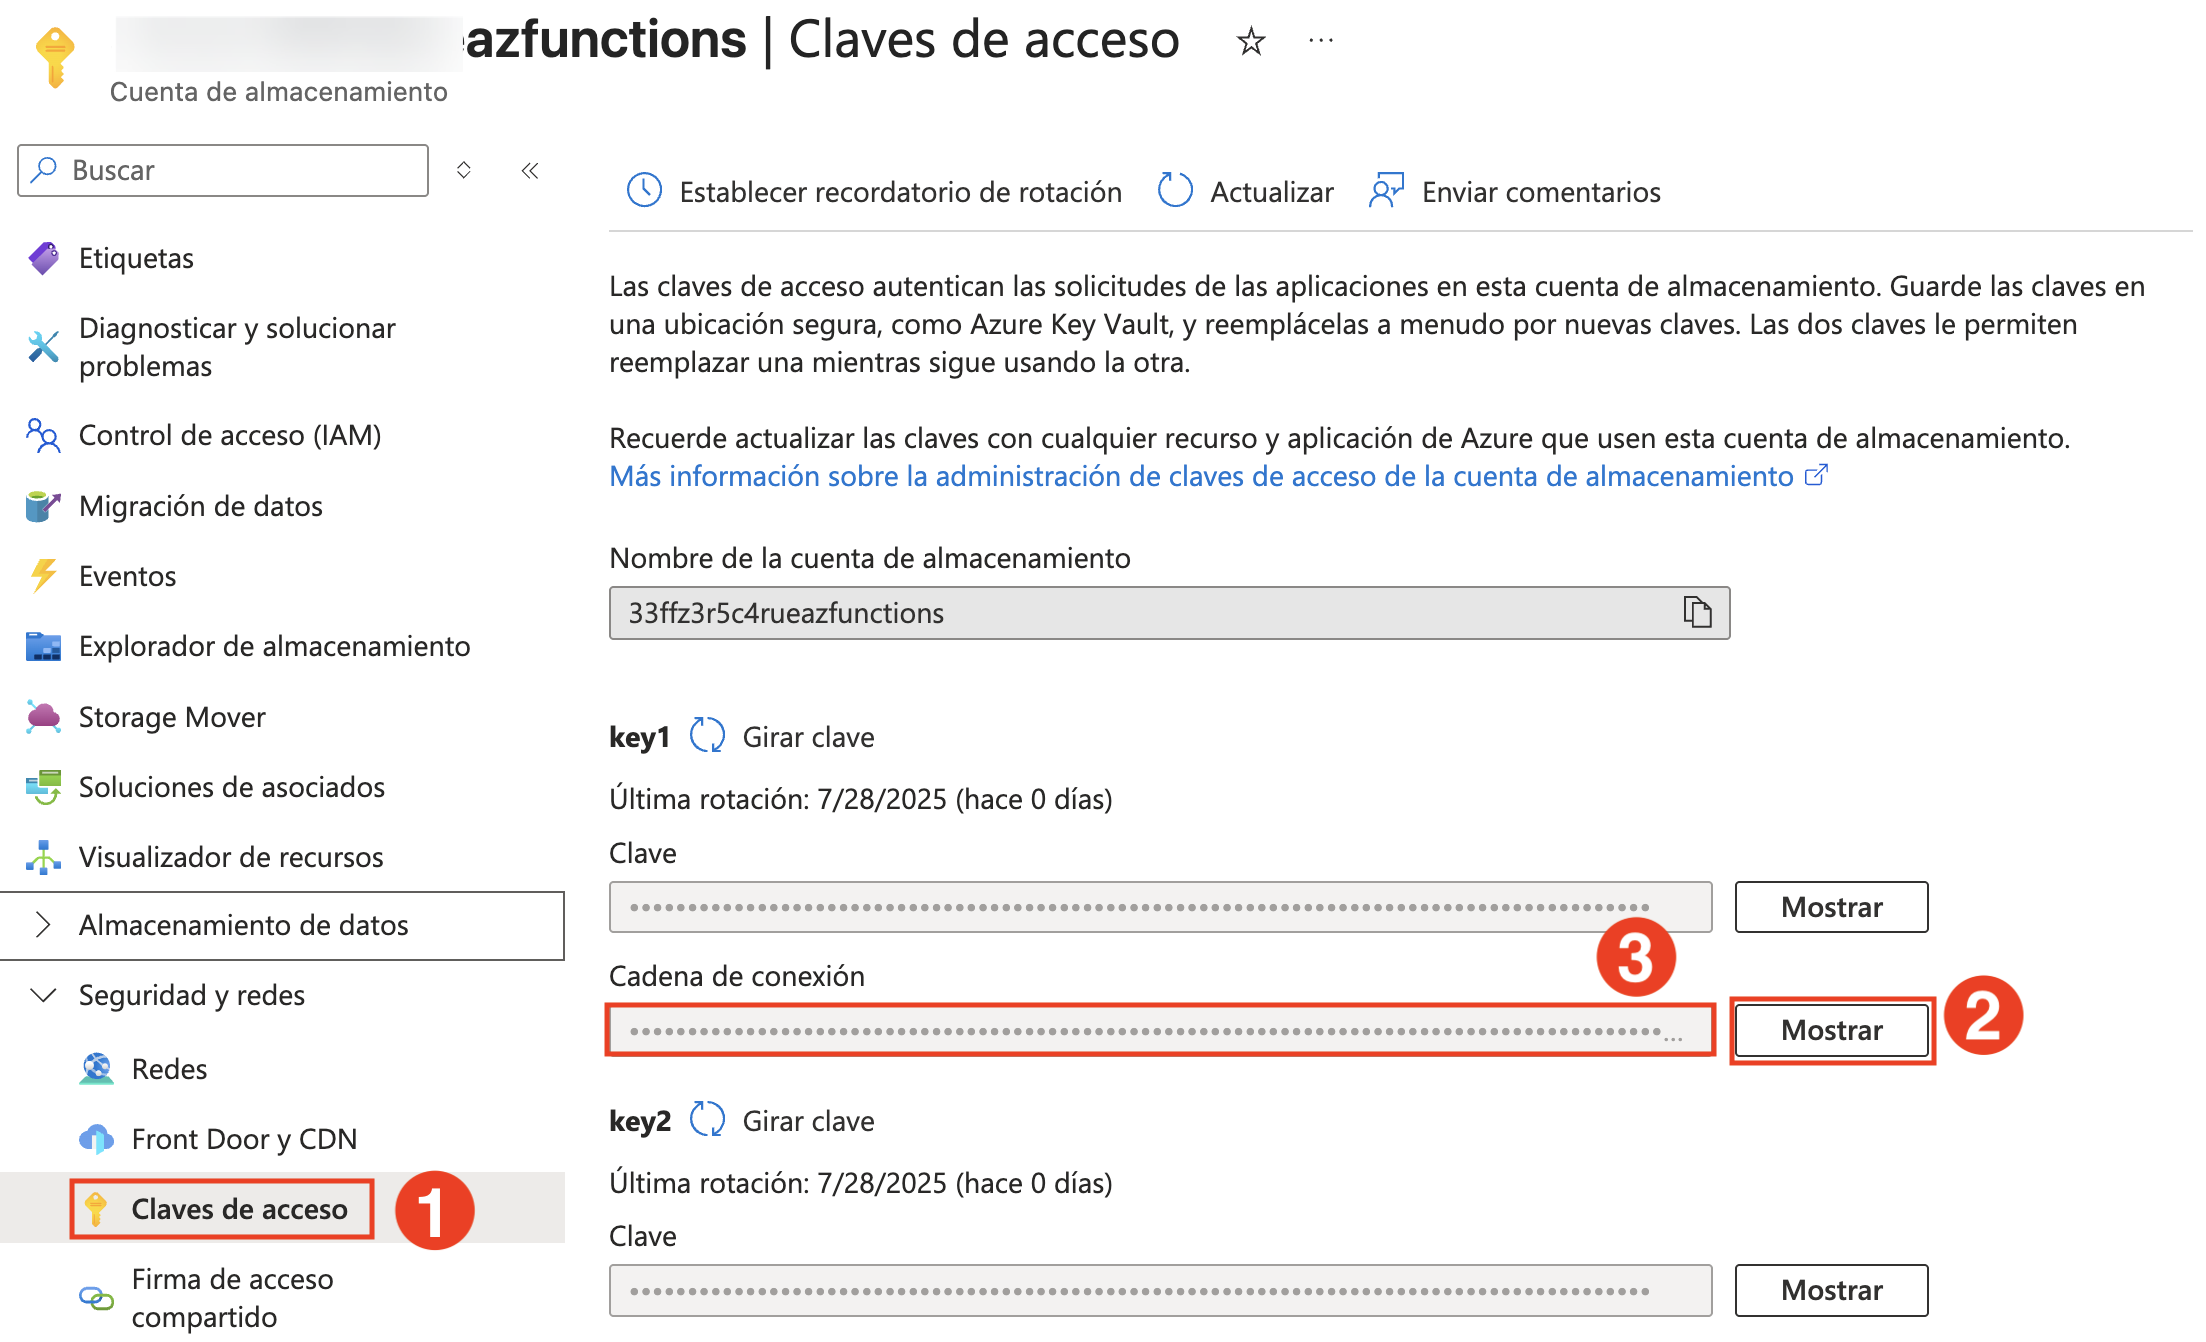 azfunctions | Claves de acceso
Cuenta de almacenamiento
Buscar
Etiquetas
Diagnosticar y solucionar
problemas
Control de acceso (IAM)
Migración de datos
Eventos
Explorador de almacenamiento
Storage Mover
Soluciones de asociados
Visualizador de recursos
Almacenamiento de datos
Seguridad y redes
Redes
Front Door y CDN
Claves de acceso
1
Firma de acceso
compartido
Establecer recordatorio de rotación
Actualizar
Enviar comentarios
Las claves de acceso autentican las solicitudes de las aplicaciones en esta cuenta de almacenamiento. Guarde las claves en
una ubicación segura, como Azure Key Vault, y reemplácelas a menudo por nuevas claves. Las dos claves le permiten
reemplazar una mientras sigue usando la otra.
Recuerde actualizar las claves con cualquier recurso y aplicación de Azure que usen esta cuenta de almacenamiento.
Más información sobre la administración de claves de acceso de la cuenta de almacenamiento
Nombre de la cuenta de almacenamiento
33ffz3r5c4rueazfunctions
key1 Girar clave
Última rotación: 7/28/2025 (hace 0 días)
Clave
Mostrar
3
Cadena de conexión
Mostrar
2
key2 Girar clave
Última rotación: 7/28/2025 (hace 0 días)
Clave
Mostrar